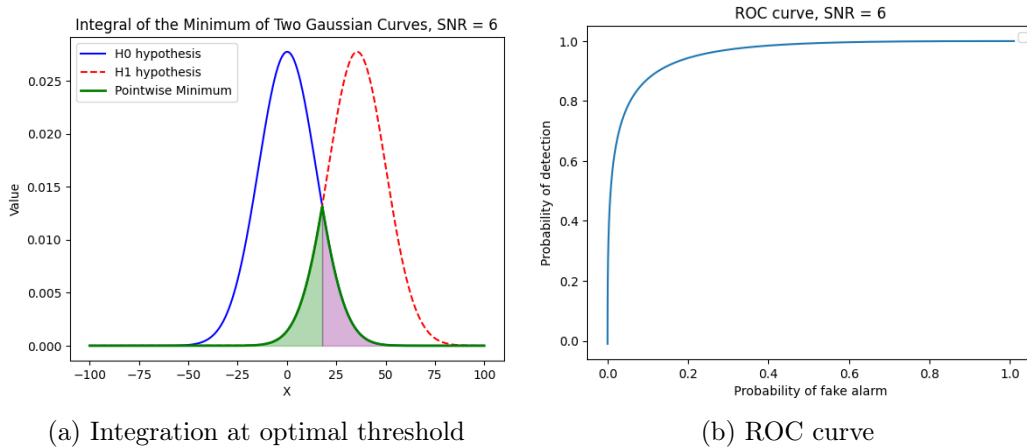 Integral of the Minimum of Two Gaussian Curves, SNR = 6
H0 hypothesis
H1 hypothesis
Pointwise Minimum
Value
0.025
0.020
0.015
0.010
0.005
0.000
−100
−75
−50
−25
0
25
50
75
100
X
(a) Integration at optimal threshold
ROC curve, SNR = 6
Probability of detection
1.0
0.8
0.6
0.4
0.2
0.0
0.0
0.2
0.4
0.6
0.8
1.0
Probability of fake alarm
(b) ROC curve